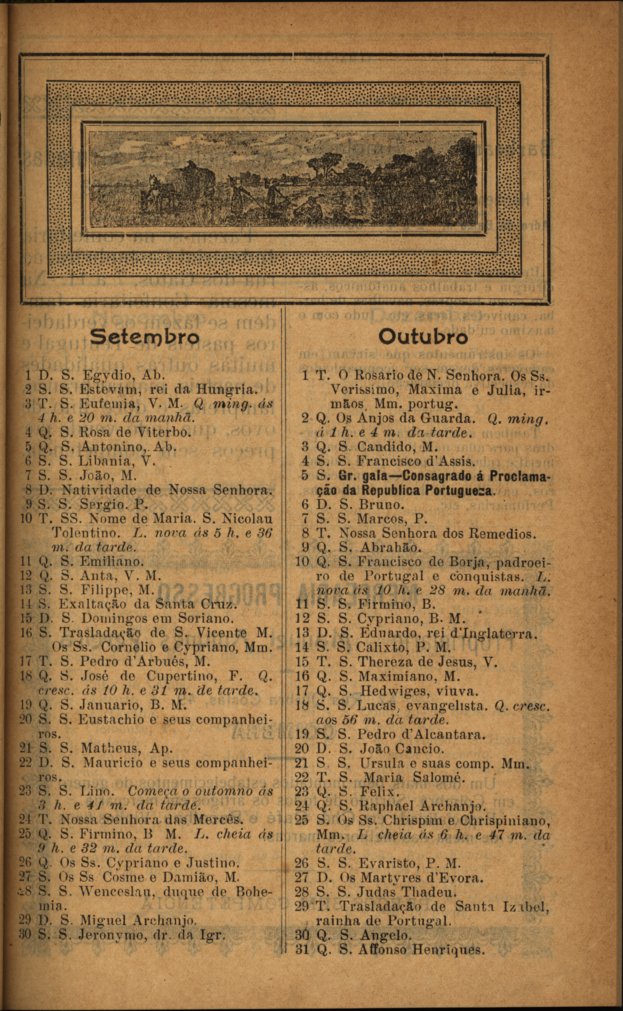 Setembro
1 D. S. Egydio, Ab.
2 S. S. Estevam, rei da Hungria.
3 T. S. Eufemia, V. M. Q ming. ás
4 h. e 20 m. da manhã.
4 Q. S. Rosa de Viterbo.
5 Q. S. Antonino, Ab.
6 S. S. Libania, V.
7 S. S. João, M.
8 D. Natividade de Nossa Senhora.
9 S. S. Sergio. P.
10 T. SS. Nome de Maria. S. Nicolau
Tolentino. L. nova ás 5 h. e 36
m. da tarde.
11 Q. S. Emiliano.
12 Q. S. Anta, V. M.
13 S. S. Filippe, M.
14 S. Exaltação da Santa Cruz.
15 D. S. Domingos em Soriano.
16 S. Trasladação de S. Vicente M.
Os Ss. Cornelio e Cypriano, Mm.
17 T. S. Pedro d'Arbués, M.
18 Q. S. José de Cupertino, F. Q.
cresc. ás 10 h. e 31 m. de tarde.
19 Q. S. Januario, B. M.
20 S. S. Eustachio e seus companhei-
ros.
21 S. S. Matheus, Ap.
22 D. S. Mauricio e seus companhei-
ros.
23 S. S. Lino. Começa o outomno ás
3 h. e 41 m. da tarde.
24 T. Nossa Senhora das Mercês.
25 Q. S. Firmino, B M. L. cheia ás
9 h. e 32 m. da tarde.
26 Q. Os Ss. Cypriano e Justino.
27 S. Os Ss Cosme e Damião, M.
28 S. S. Wenceslau, duque de Bohe-
mia.
29 D. S. Miguel Archanjo.
30 S. S. Jeronymo, dr. da Igr.
Outubro
1 T. O Rosario de N. Senhora. Os Ss.
Verissimo, Maxima e Julia, ir-
mãos, Mm. portug.
2 Q. Os Anjos da Guarda. Q. ming.
á 1 h. e 4 m. da tarde.
3 Q. S. Candido, M.
4 S. S. Francisco d'Assis.
5 S. Gr. gala—Consagrado á Proclama-
ção da Republica Portugueza.
6 D. S. Bruno.
7 S. S. Marcos, P.
8 T. Nossa Senhora dos Remedios.
9 Q. S. Abrahão.
10 Q. S. Francisco de Borja, padroei-
ro de Portugal e conquistas. L.
nova ás 10 h. e 28 m. da manhã.
11 S. S. Firmino, B.
12 S. S. Cypriano, B. M.
13 D. S. Eduardo, rei d'Inglaterra.
14 S. S. Calixto, P. M.
15 T. S. Thereza de Jesus, V.
16 Q. S. Maximiano, M.
17 Q. S. Hedwiges, viuva.
18 S. S. Lucas, evangelista. Q. cresc.
aos 56 m. da tarde.
19 S. S. Pedro d'Alcantara.
20 D. S. João Cancio.
21 S S. Ursula e suas comp. Mm.
22 T. S. Maria Salomé.
23 Q. S. Felix.
24 Q. S. Raphael Archanjo.
25 S. Os Ss. Chrispim e Chrispiniano,
Mm. L. cheia ás 6 h. e 47 m. da
tarde.
26 S. S. Evaristo, P. M.
27 D. Os Martyres d'Evora.
28 S. S. Judas Thadeu.
29 T. Trasladação de Santa Izabel,
rainha de Portugal.
30 Q. S. Angelo.
31 Q. S. Affonso Henriques.